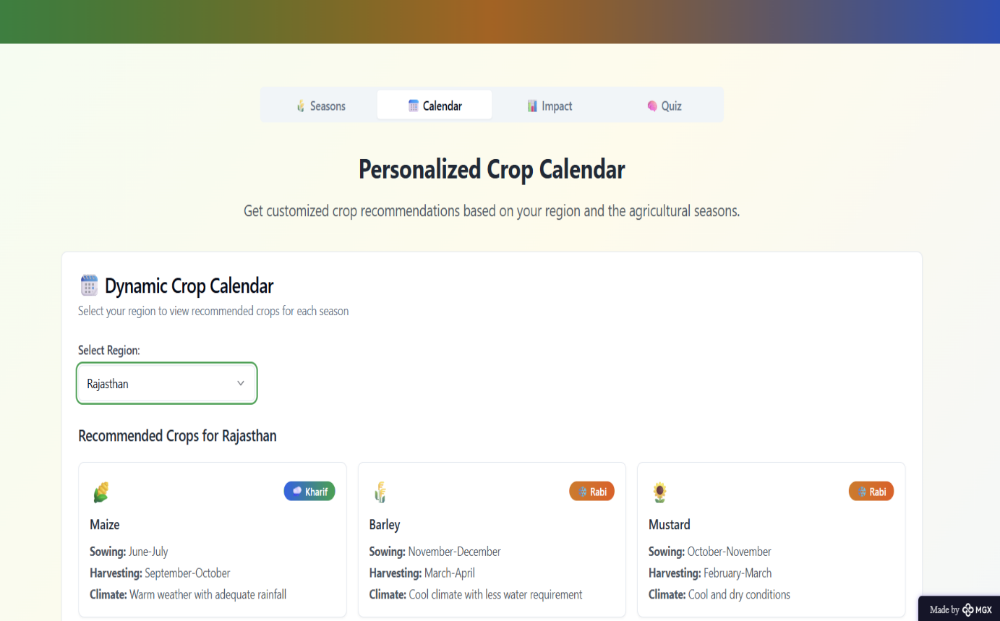 Seasons Calendar Impact Quiz
Personalized Crop Calendar
Get customized crop recommendations based on your region and the agricultural seasons.
Dynamic Crop Calendar
Select your region to view recommended crops for each season
Select Region:
Rajasthan
Recommended Crops for Rajasthan
Kharif
Maize
Sowing: June-July
Harvesting: September-October
Climate: Warm weather with adequate rainfall
Rabi
Barley
Sowing: November-December
Harvesting: March-April
Climate: Cool climate with less water requirement
Rabi
Mustard
Sowing: October-November
Harvesting: February-March
Climate: Cool and dry conditions
Made by MGX